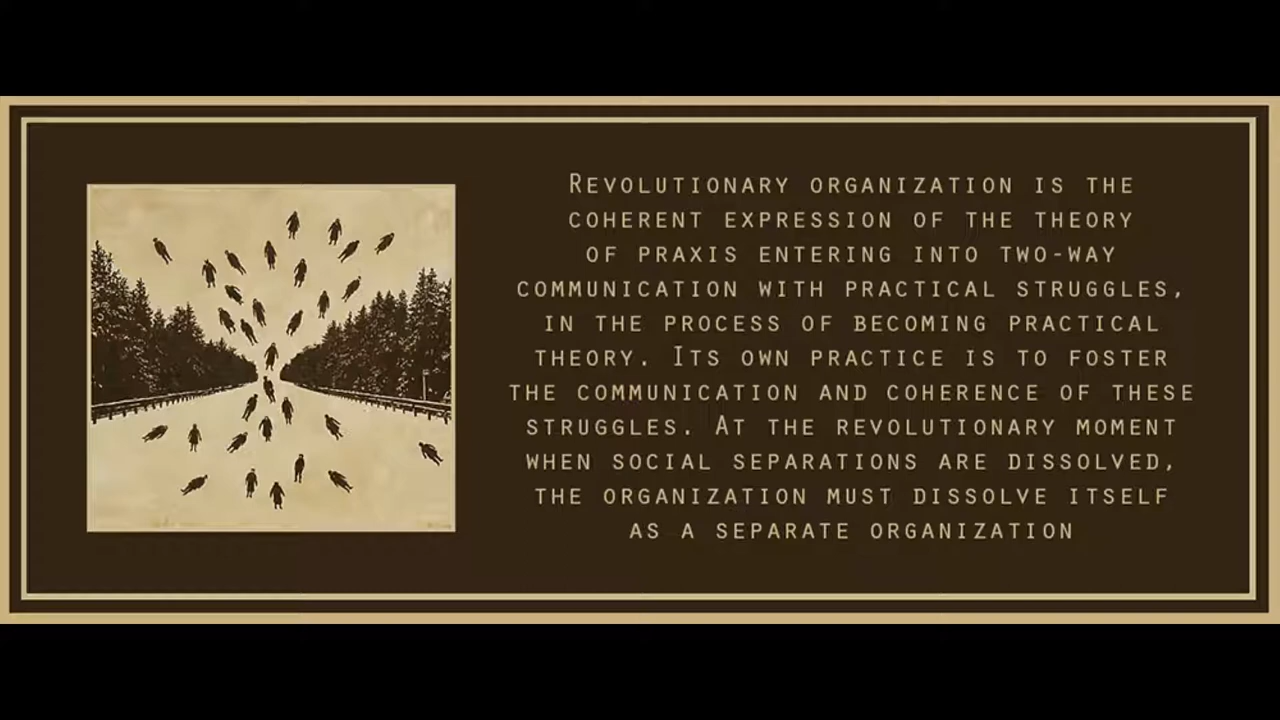 Revolutionary organization is the
coherent expression of the theory
of praxis entering into two-way
communication with practical struggles,
in the process of becoming practical
theory. Its own practice is to foster
the communication and coherence of these
struggles. At the revolutionary moment
when social separations are dissolved,
the organization must dissolve itself
as a separate organization